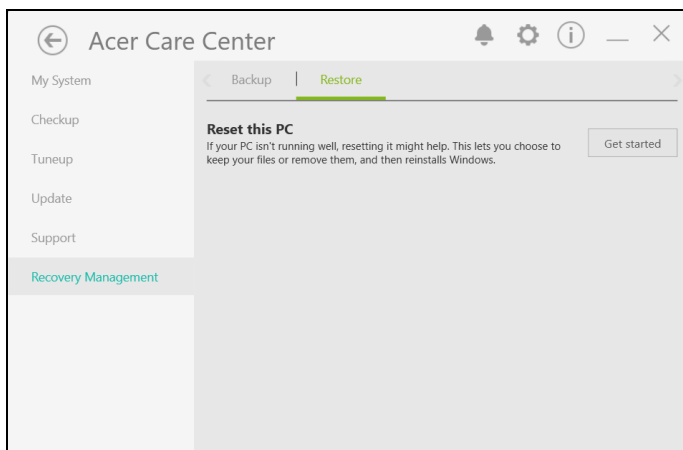 Acer Care Center
My System
Backup
Restore
Checkup
Reset this PC
If your PC isn't running well, resetting it might help. This lets you choose to
keep your files or remove them, and then reinstalls Windows.
Get started
Tuneup
Update
Support
Recovery Management